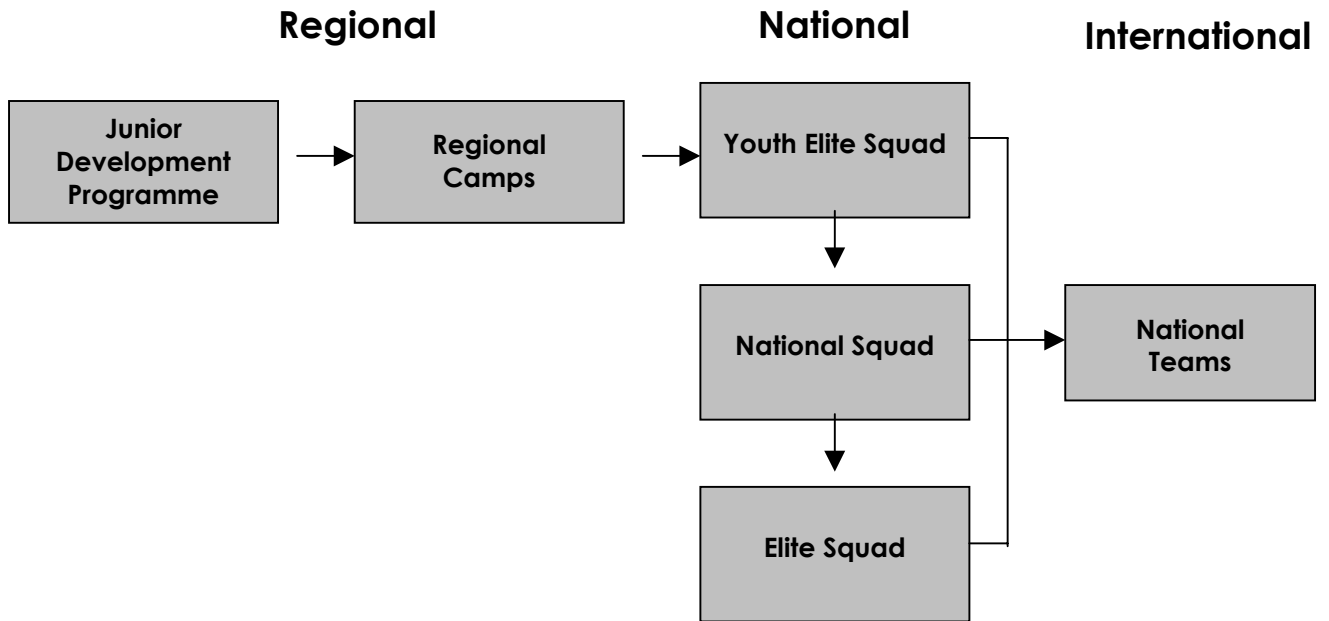 Regional
National
International
Junior
Development
Programme
Regional
Camps
Youth Elite Squad
National Squad
National
Teams
Elite Squad